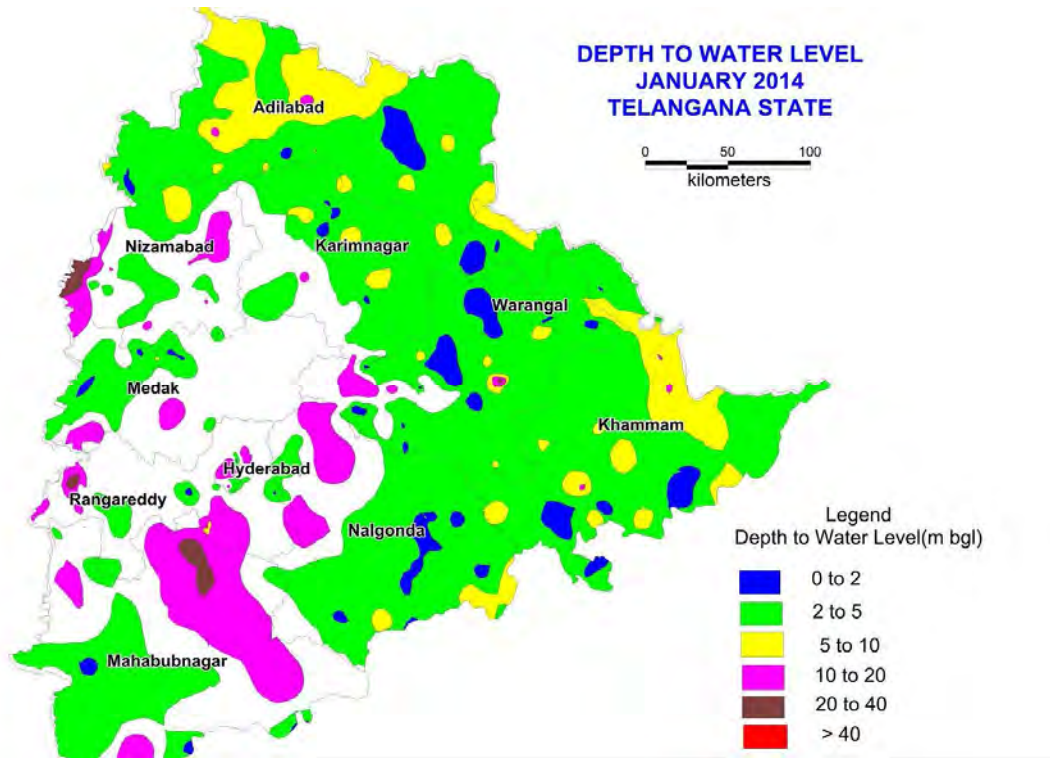 DEPTH TO WATER LEVEL
JANUARY 2014
TELANGANA STATE
0 50 100
kilometers
Adilabad
Nizamabad
Karimnagar
Warangal
Medak
Khammam
Hyderabad
Rangareddy
Nalgonda
Mahabubnagar
Legend
Depth to Water Level(m bgl)
0 to 2
2 to 5
5 to 10
10 to 20
20 to 40
> 40